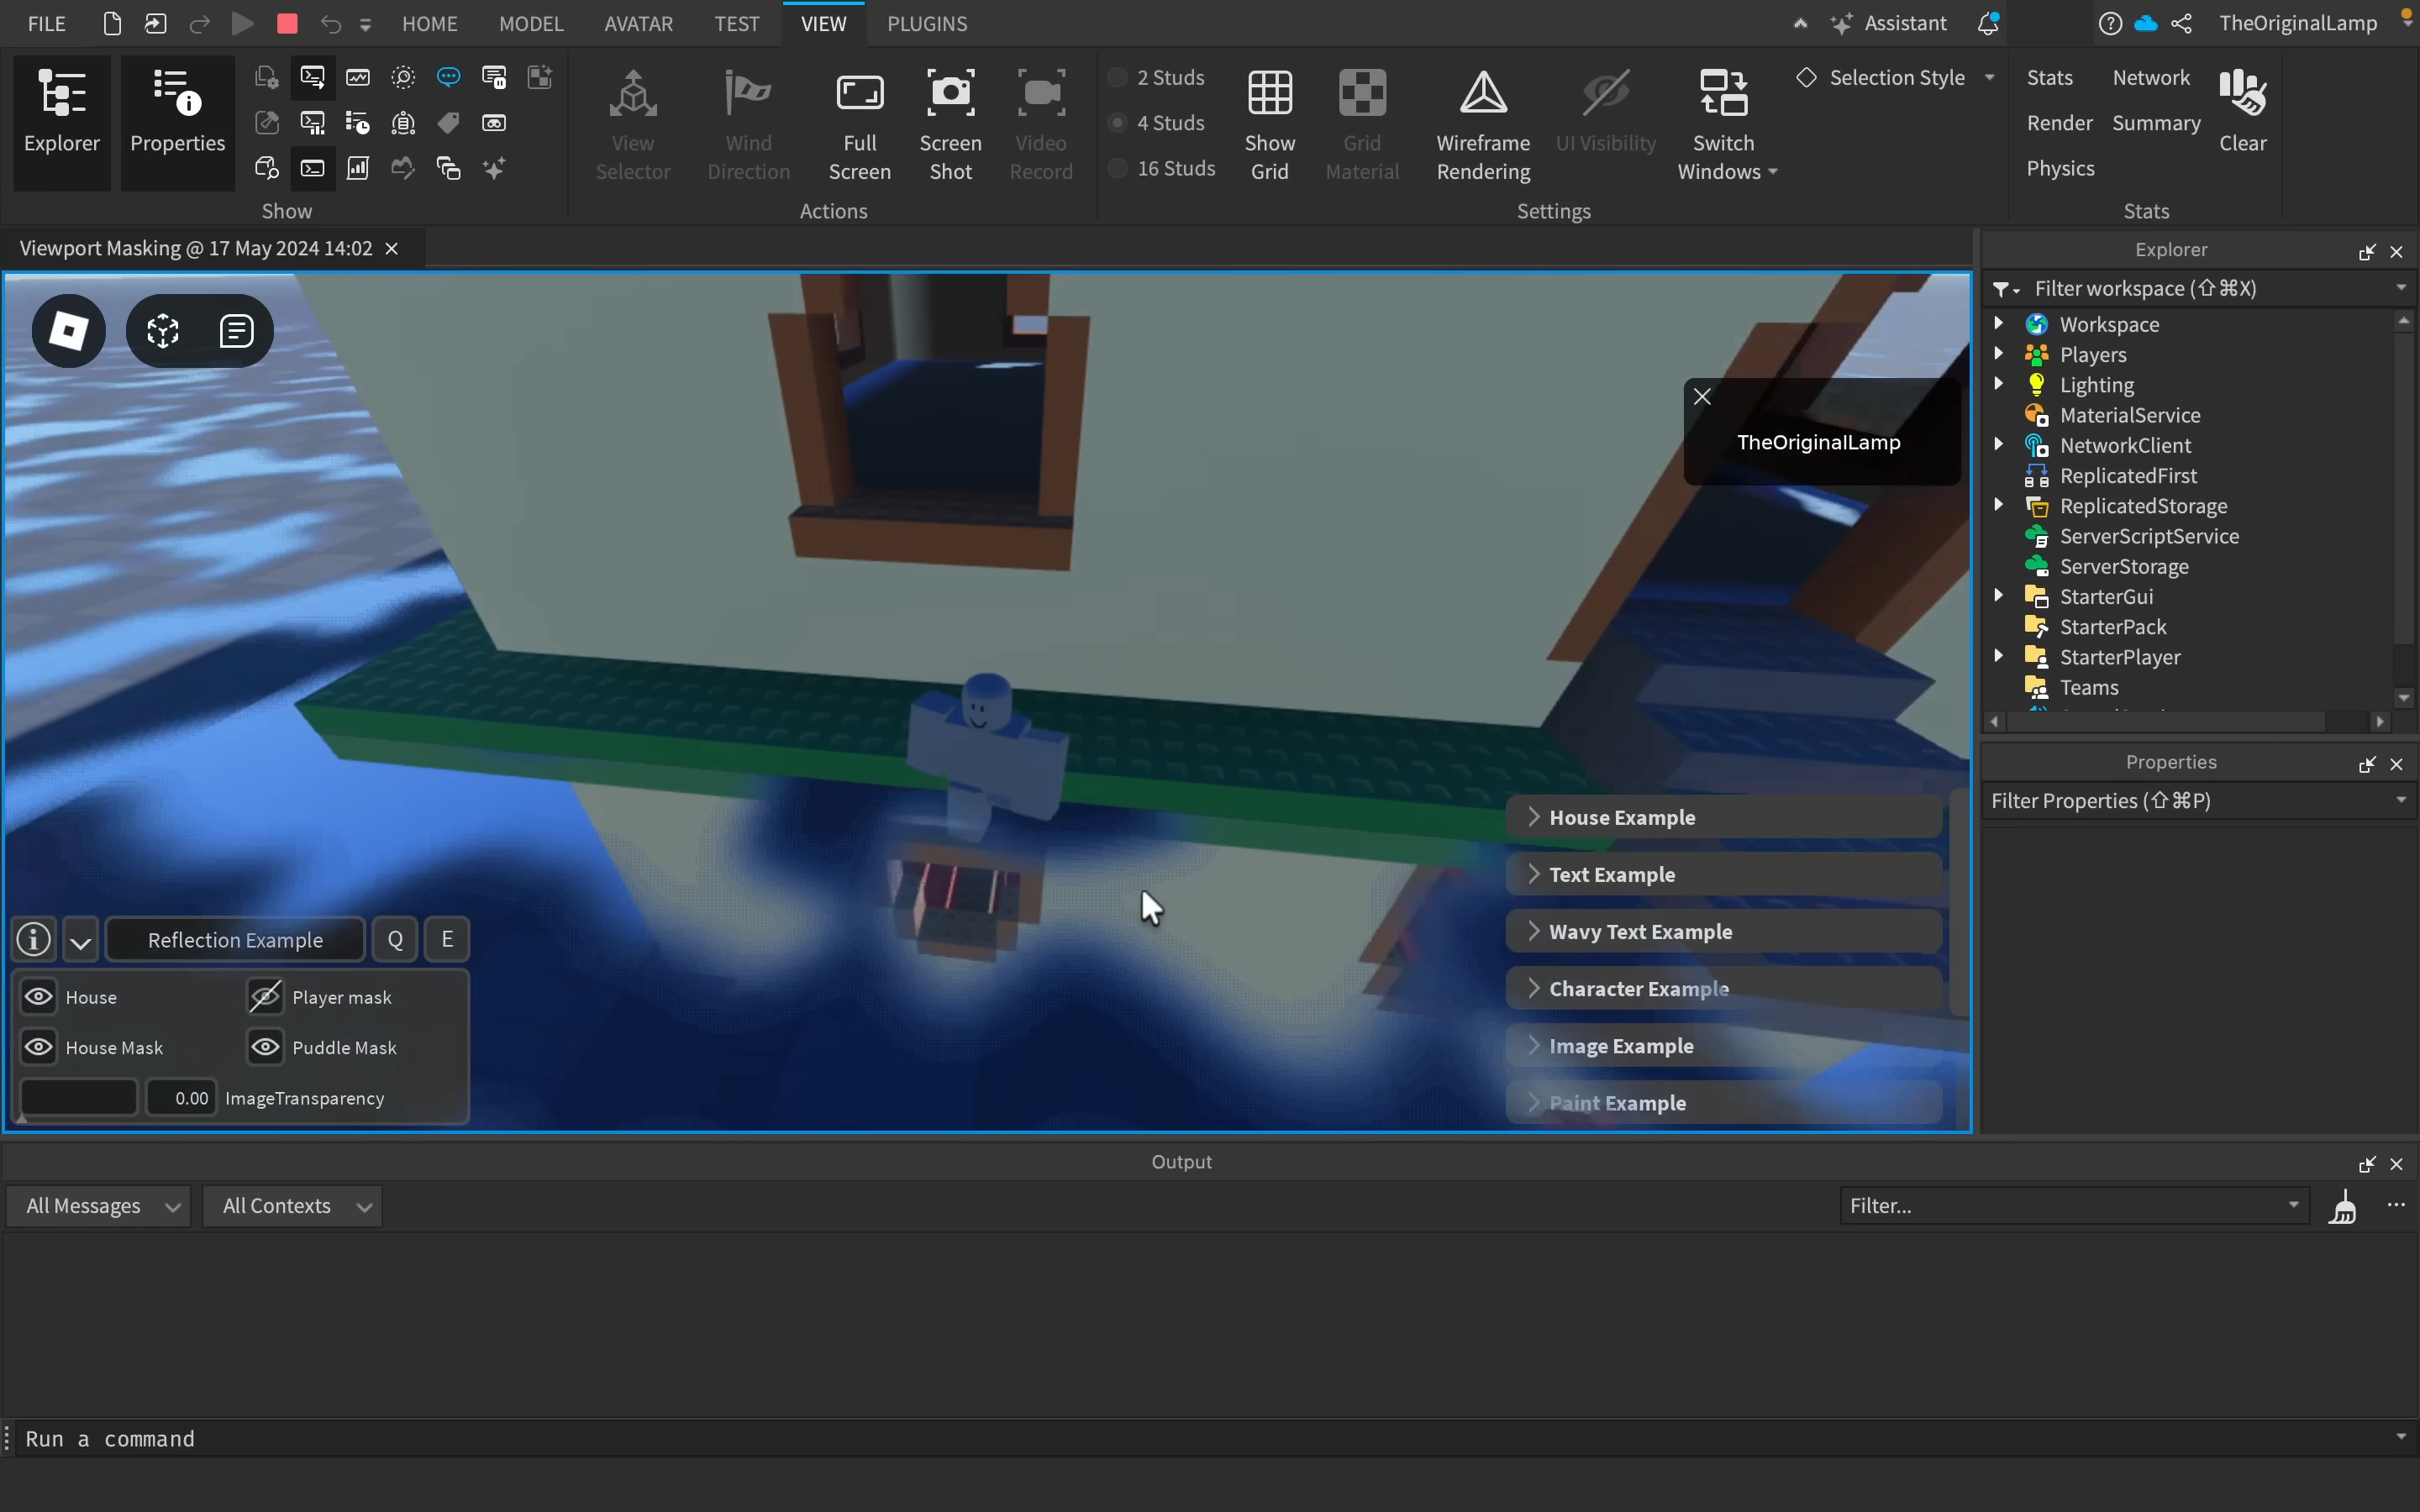 FILE HOME MODEL AVATAR TEST VIEW PLUGINS Assistant TheOriginalLamp
Explorer
Properties
Show
View Selector
Wind Direction
Full Screen
Screen Shot
Video Record
Actions
2 Studs
4 Studs
16 Studs
Show Grid
Grid Material
Wireframe Rendering
UI Visibility
Switch Windows
Selection Style
Settings
Stats Network
Render Summary
Physics
Clear
Stats
Viewport Masking @ 17 May 2024 14:02
TheOriginalLamp
House Example
Text Example
Wavy Text Example
Character Example
Image Example
Paint Example
Reflection Example Q E
House Player mask
House Mask Puddle Mask
0.00 ImageTransparency
Explorer
Filter workspace (⇧⌘X)
Workspace
Players
Lighting
MaterialService
NetworkClient
ReplicatedFirst
ReplicatedStorage
ServerScriptService
ServerStorage
StarterGui
StarterPack
StarterPlayer
Teams
Properties
Filter Properties (⇧⌘P)
Output
All Messages All Contexts Filter...
Run a command